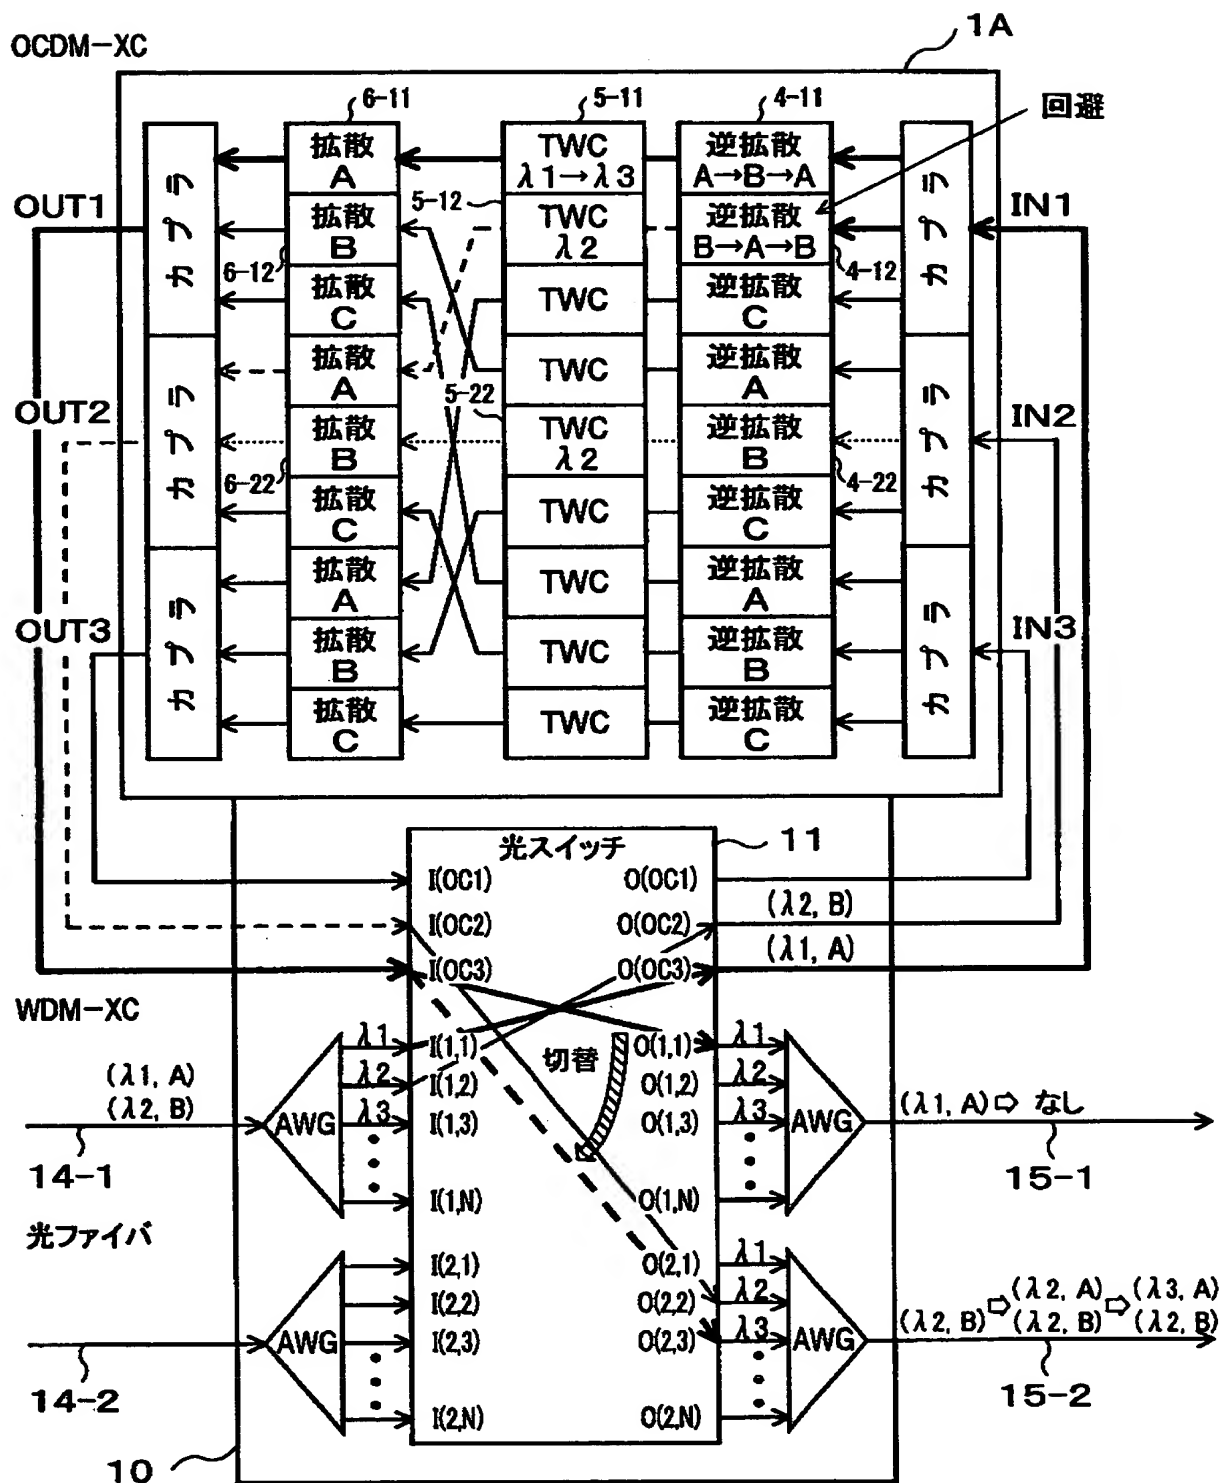 OCDM-XC
1A
6-11
5-11
4-11
回避
カプラ
拡散 A
TWC λ1→λ3
逆拡散 A→B→A
カプラ
OUT1
5-12
IN1
拡散 B
TWC λ2
逆拡散 B→A→B
6-12
4-12
拡散 C
TWC
逆拡散 C
カプラ
拡散 A
TWC
逆拡散 A
カプラ
5-22
OUT2
IN2
拡散 B
TWC λ2
逆拡散 B
6-22
4-22
拡散 C
TWC
逆拡散 C
カプラ
拡散 A
TWC
逆拡散 A
カプラ
OUT3
IN3
拡散 B
TWC
逆拡散 B
拡散 C
TWC
逆拡散 C
光スイッチ
11
I(OC1)
O(OC1)
(λ2, B)
I(OC2)
O(OC2)
(λ1, A)
I(OC3)
O(OC3)
WDM-XC
λ1
I(1,1)
切替
O(1,1)
λ1
(λ1, A)
λ2
I(1,2)
O(1,2)
λ2
(λ2, B)
AWG
λ3
I(1,3)
O(1,3)
λ3
AWG
(λ1, A)⇨なし
14-1
15-1
I(1,N)
O(1,N)
光ファイバ
I(2,1)
O(2,1)
λ1
I(2,2)
O(2,2)
λ2
(λ2, B)⇨(λ2, A)(λ2, B)⇨(λ3, A)(λ2, B)
AWG
I(2,3)
O(2,3)
λ3
AWG
14-2
15-2
I(2,N)
O(2,N)
10